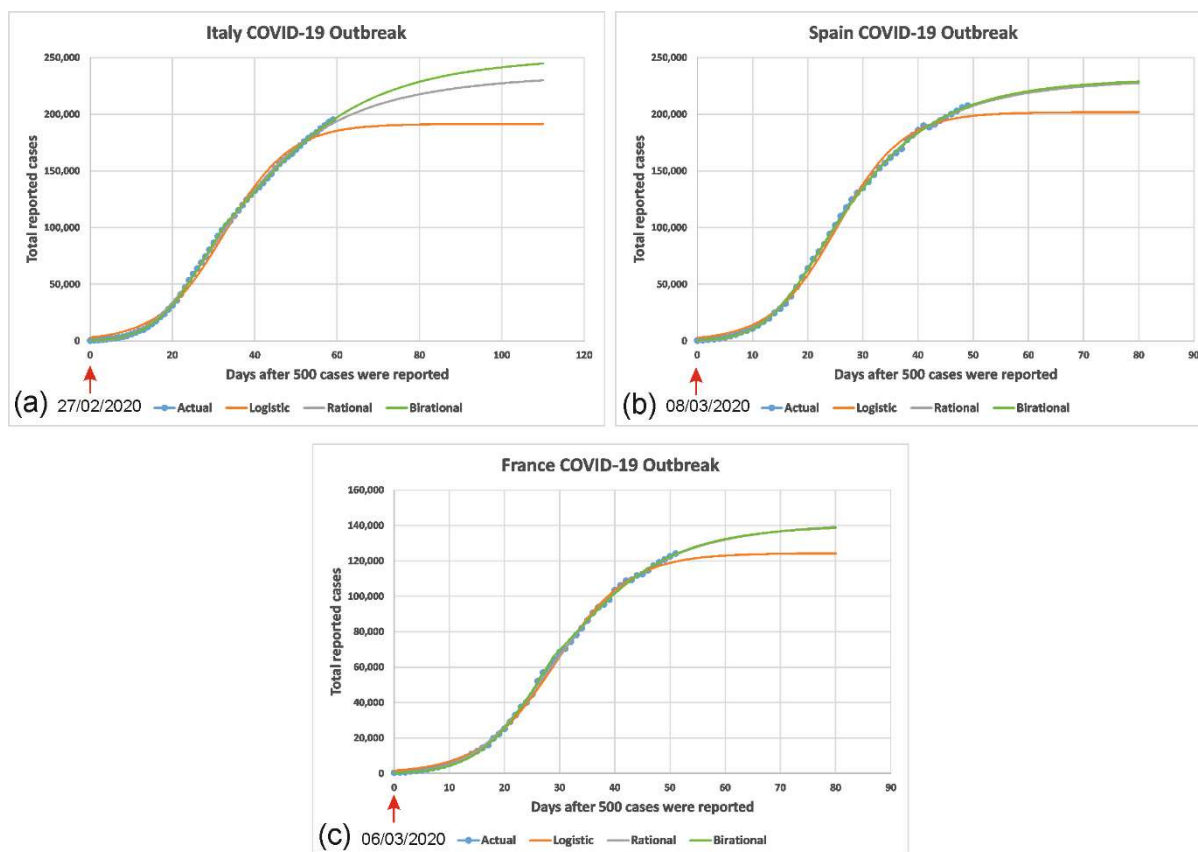 Italy COVID-19 Outbreak
Total reported cases
250,000
200,000
150,000
100,000
50,000
0
0 20 40 60 80 100 120
Days after 500 cases were reported
(a) 27/02/2020 Actual Logistic Rational Birational
Spain COVID-19 Outbreak
Total reported cases
250,000
200,000
150,000
100,000
50,000
0
0 10 20 30 40 50 60 70 80 90
Days after 500 cases were reported
(b) 08/03/2020 Actual Logistic Rational Birational
France COVID-19 Outbreak
Total reported cases
160,000
140,000
120,000
100,000
80,000
60,000
40,000
20,000
0
0 10 20 30 40 50 60 70 80 90
Days after 500 cases were reported
(c) 06/03/2020 Actual Logistic Rational Birational